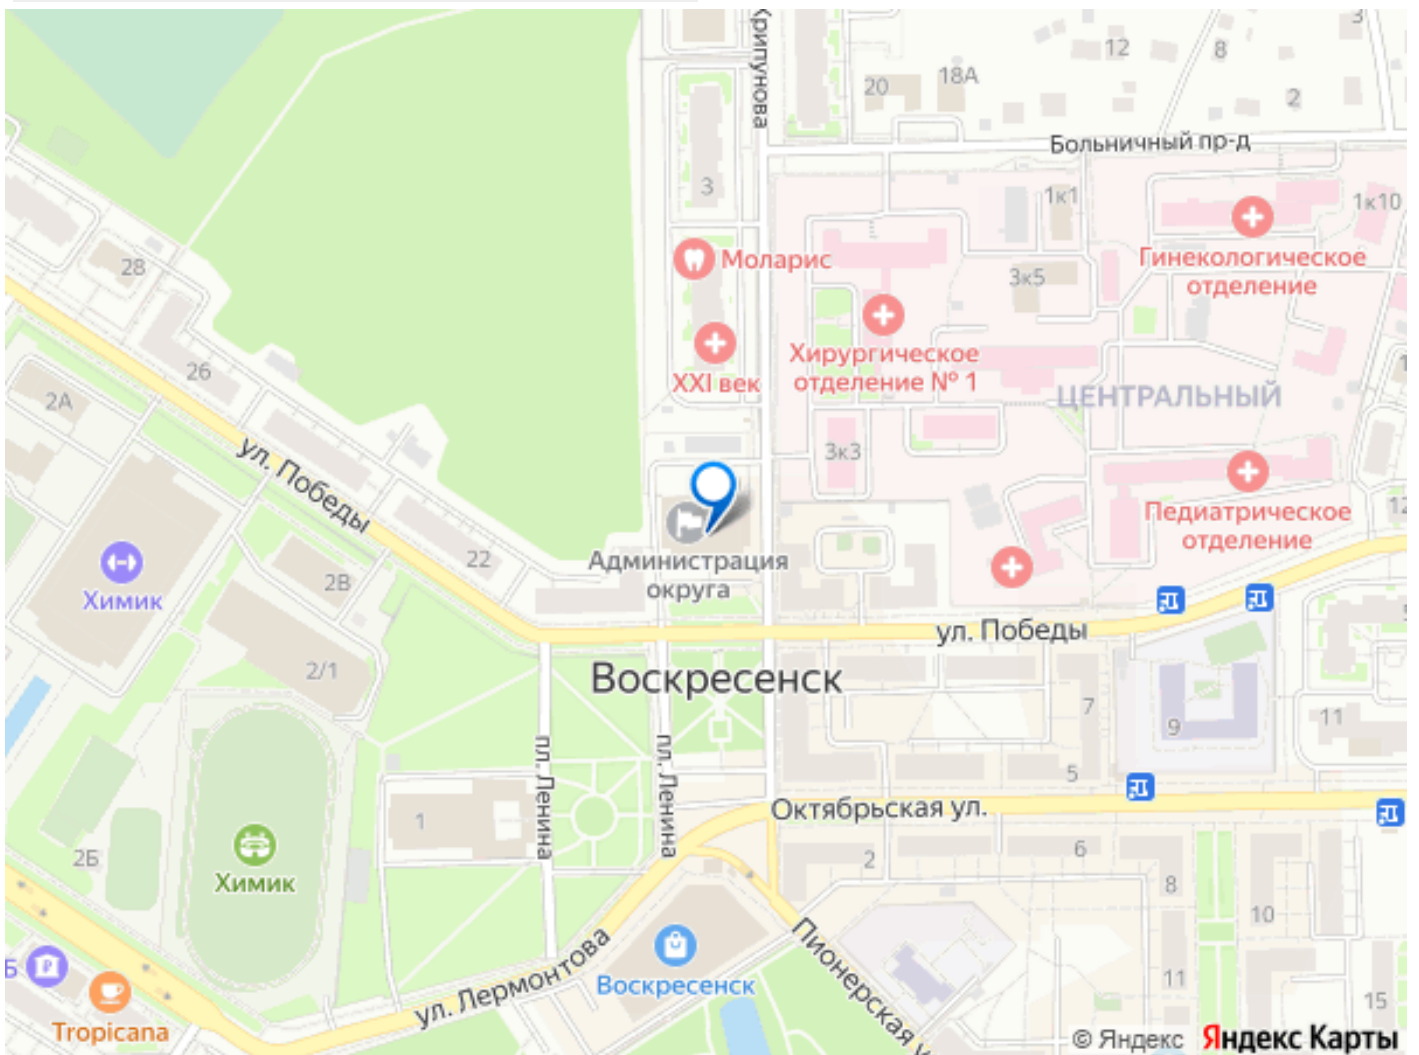 Хрипунова
12
8
3
20
18А
2
Больничный пр-д
3
1к1
1к10
28
Моларис
Гинекологическое
отделение
3к5
Хирургическое
отделение № 1
XXI век
26
2А
ЦЕНТРАЛЬНЫЙ
ул. Победы
3к3
Педиатрическое
отделение
Администрация
округа
22
2В
Химик
ул. Победы
Воскресенск
2/1
7
9
11
5
пл. Ленина
пл. Ленина
Октябрьская ул.
1
2
6
8
2Б
Химик
10
Пионерская
ул. Лермонтова
Воскресенск
11
15
Б
Tropicana
© Яндекс Яндекс Карты